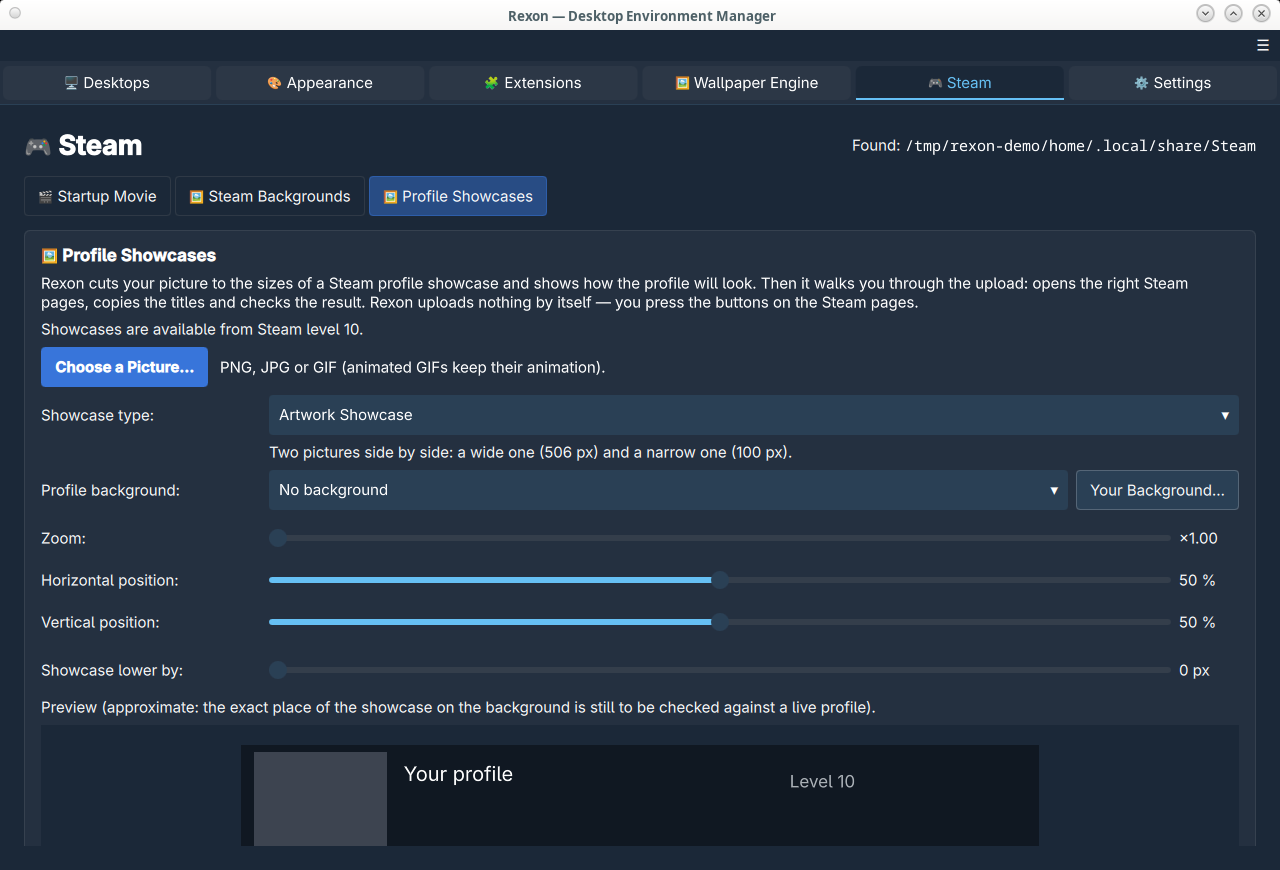 Rexon — Desktop Environment Manager
☰
🖥️ Desktops
🎨 Appearance
🧩 Extensions
🖼️ Wallpaper Engine
🎮 Steam
⚙️ Settings
🎮 Steam
Found: /tmp/rexon-demo/home/.local/share/Steam
🎬 Startup Movie
🖼️ Steam Backgrounds
🖼️ Profile Showcases
🖼️ Profile Showcases
Rexon cuts your picture to the sizes of a Steam profile showcase and shows how the profile will look. Then it walks you through the upload: opens the right Steam
pages, copies the titles and checks the result. Rexon uploads nothing by itself — you press the buttons on the Steam pages.
Showcases are available from Steam level 10.
Choose a Picture...
PNG, JPG or GIF (animated GIFs keep their animation).
Showcase type:
Artwork Showcase
Two pictures side by side: a wide one (506 px) and a narrow one (100 px).
Profile background:
No background
Your Background...
Zoom:
×1.00
Horizontal position:
50 %
Vertical position:
50 %
Showcase lower by:
0 px
Preview (approximate: the exact place of the showcase on the background is still to be checked against a live profile).
Your profile
Level 10